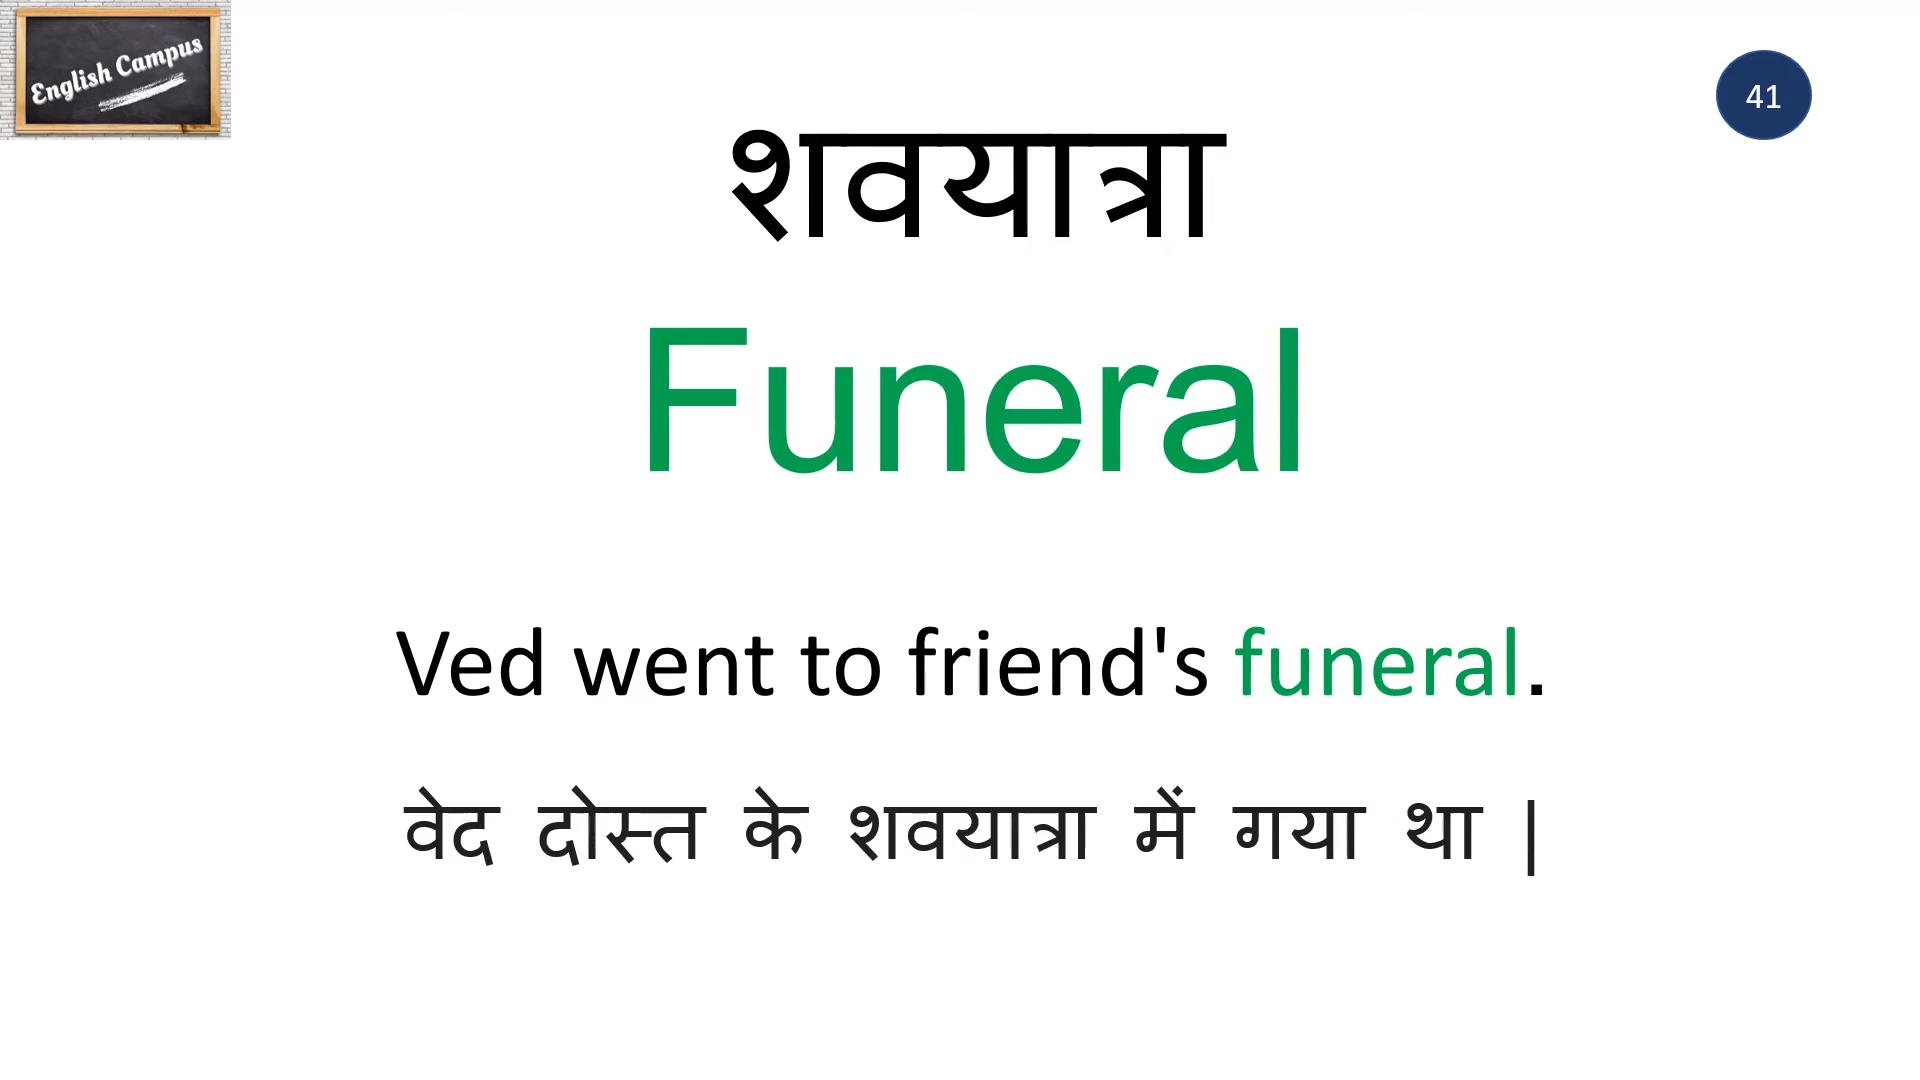 English Campus
41
शवयात्रा
Funeral
Ved went to friend's funeral.
वेद दोस्त के शवयात्रा में गया था |